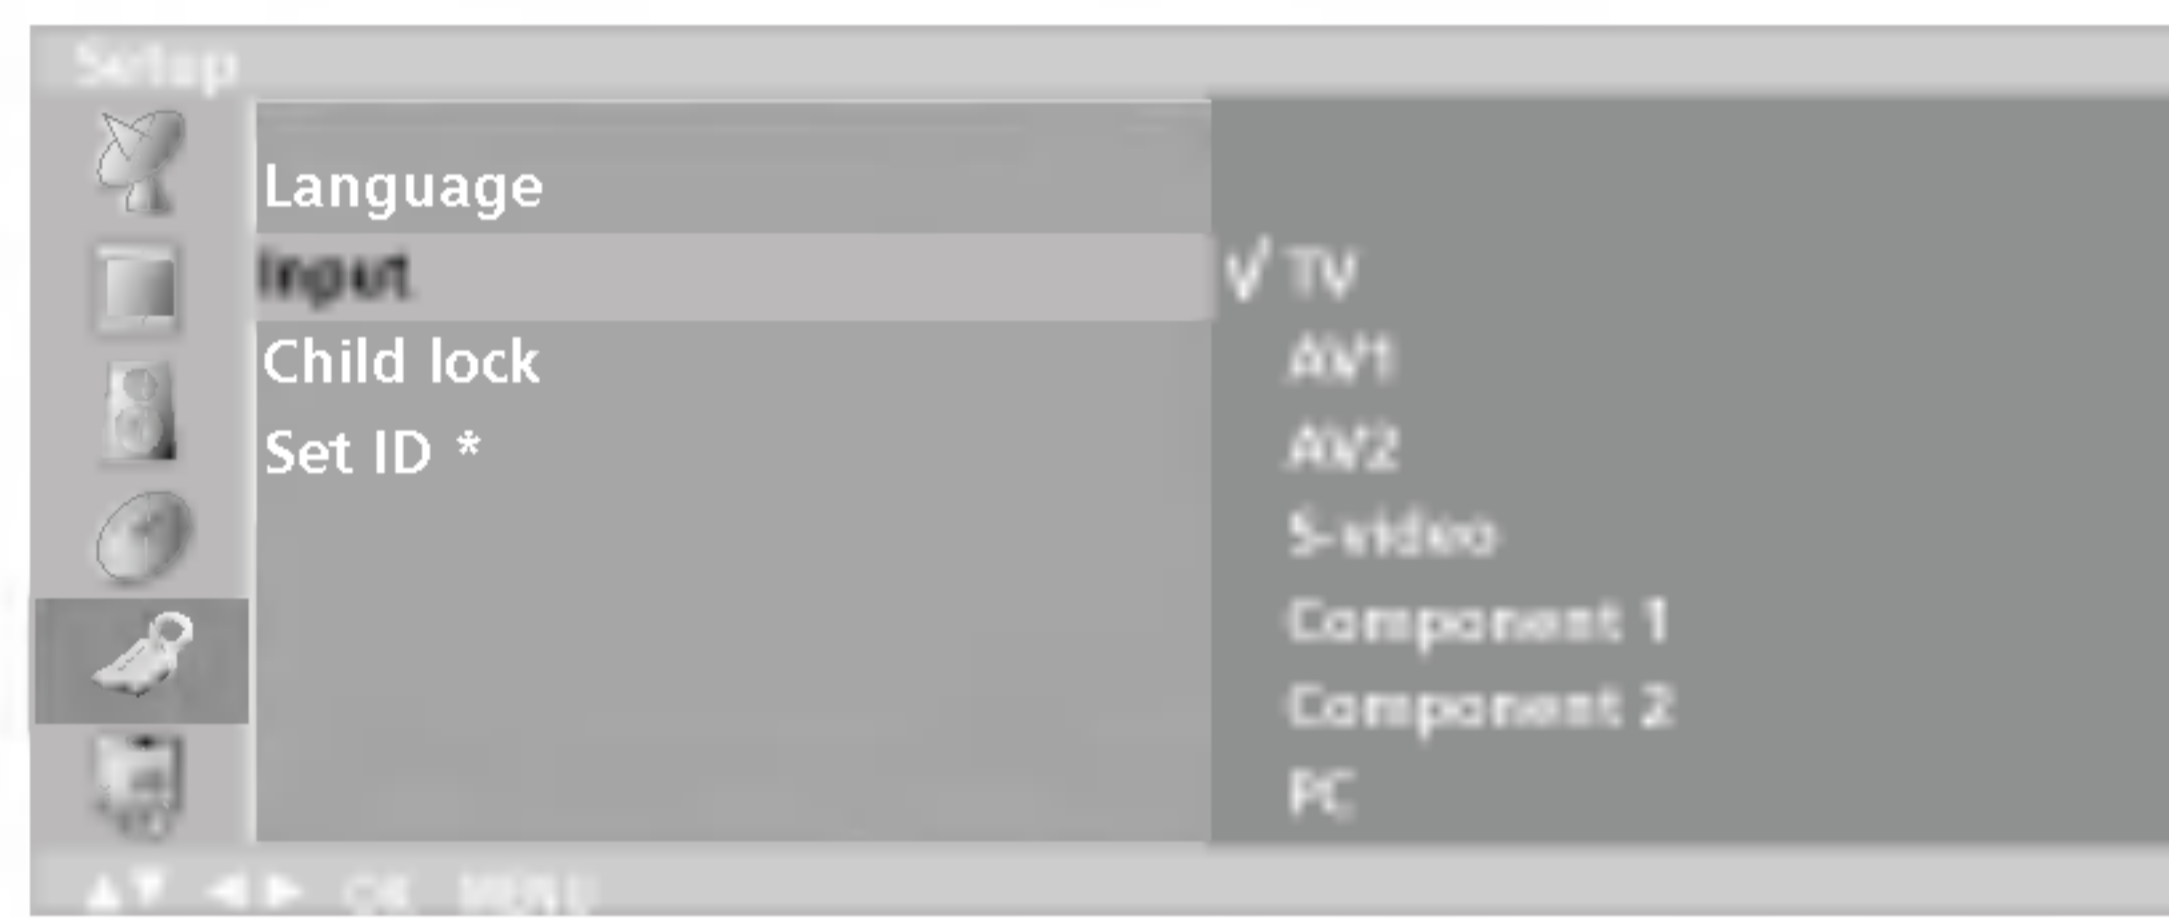 Setup
Language
Input
√ TV
Child lock
AV1
Set ID *
AV2
S-video
Component 1
Component 2
PC
▲▼ ◀▶ OK MENU